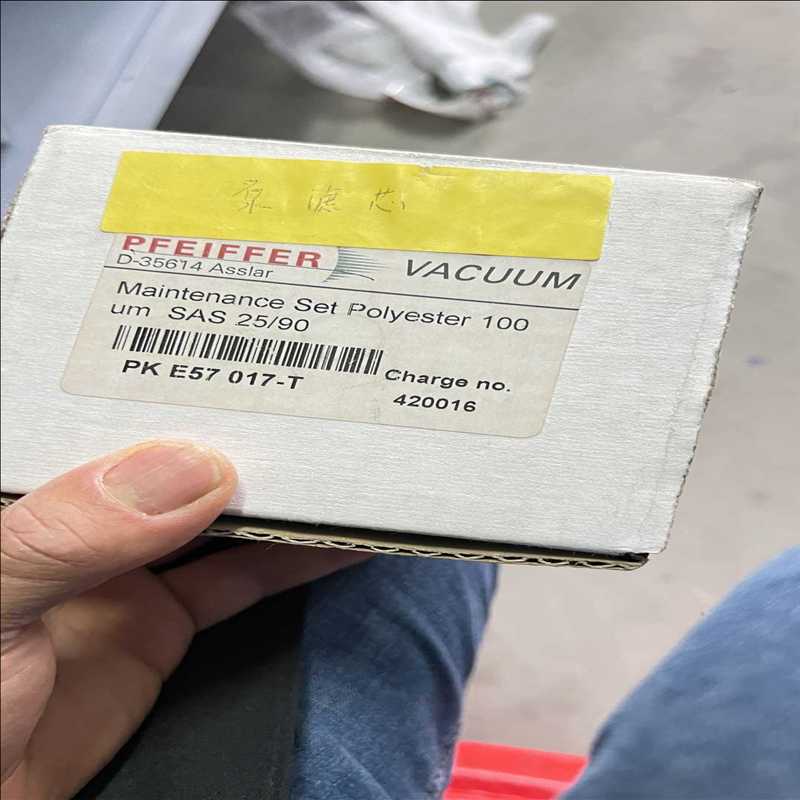 泵 滤 芯
PFEIFFER VACUUM
D-35614 Asslar
Maintenance Set Polyester 100
um SAS 25/90
PK E57 017-T
Charge no.
420016